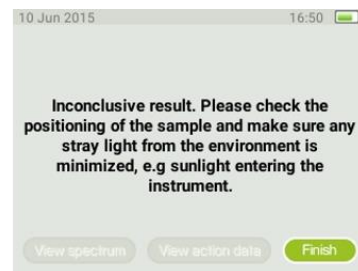 10 Jun 2015 16:50
Inconclusive result. Please check the
positioning of the sample and make sure any
stray light from the environment is
minimized, e.g sunlight entering the
instrument.
View spectrum View action data Finish